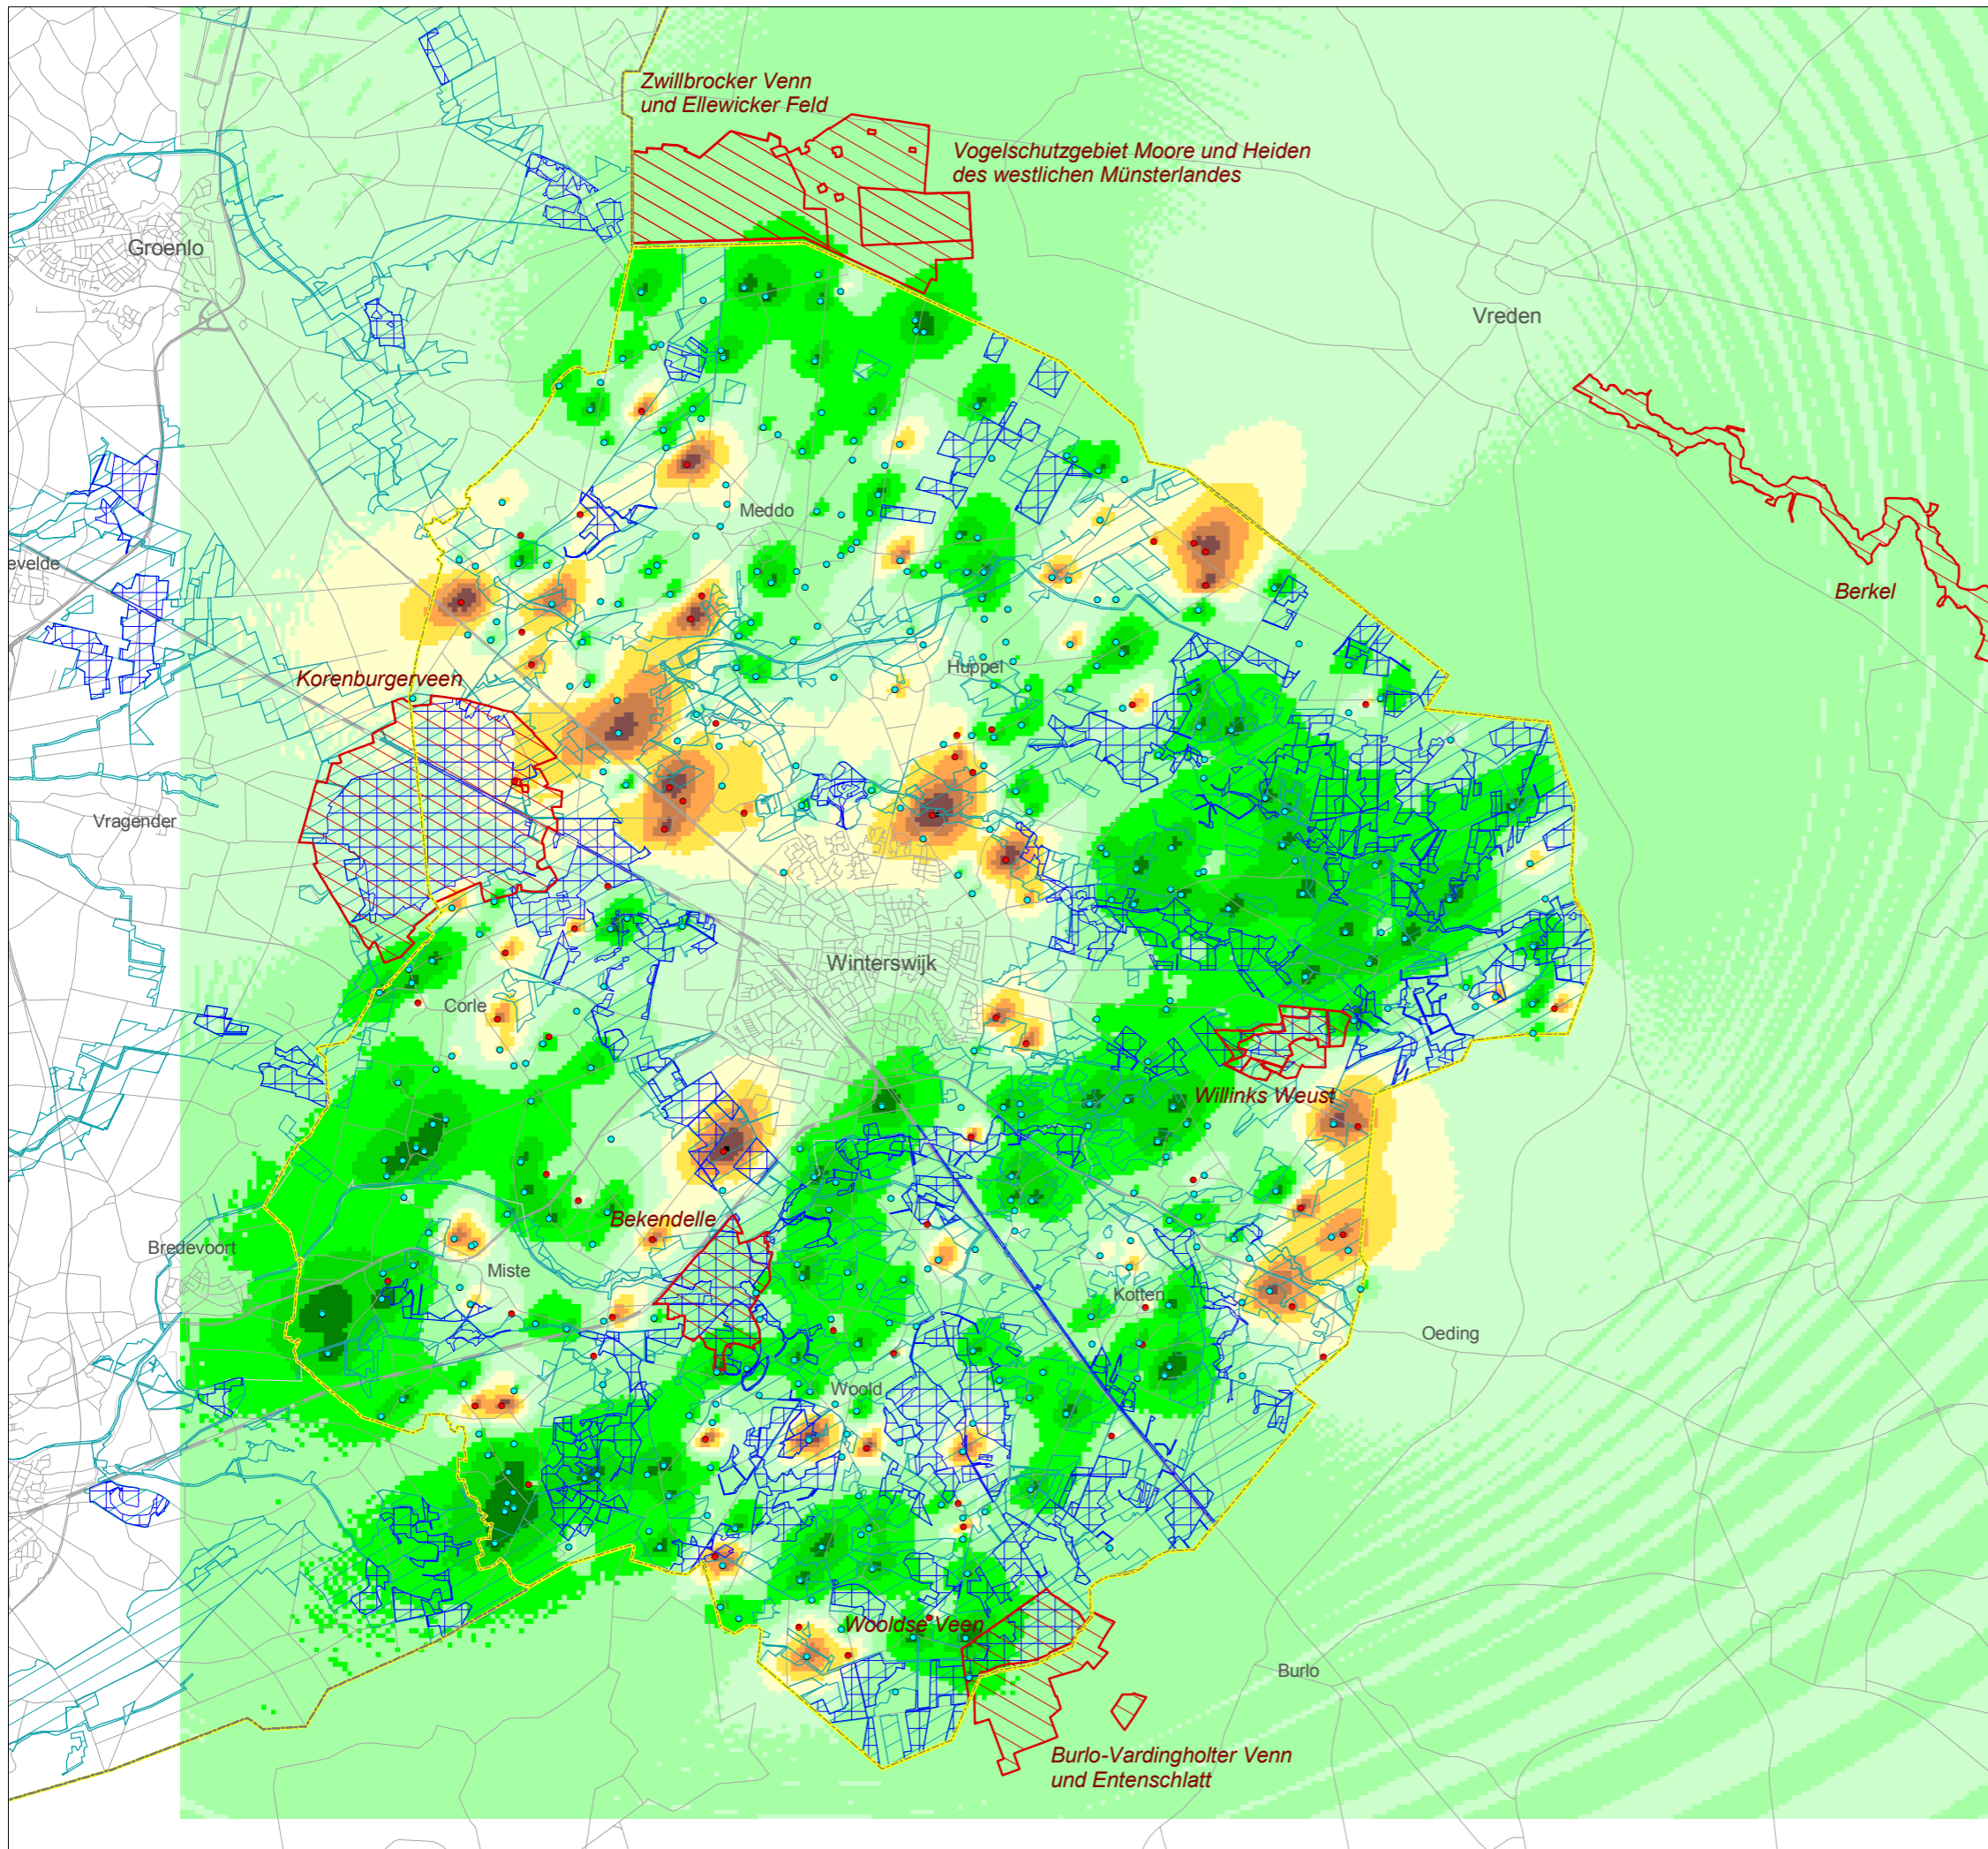 Zwillbrocker Venn
und Ellewicker Feld
Vogelschutzgebiet Moore und Heiden
des westlichen Münsterlandes
Groenlo
Vreden
Meddo
evelde
Berkel
Huppel
Korenburgerveen
Vragender
Winterswijk
Corle
Willinks Weust
Bekendelle
Bredevoort
Miste
Kotten
Oeding
Woold
Wooldse Veen
Burlo
Burlo-Vardingholter Venn
und Entenschlatt